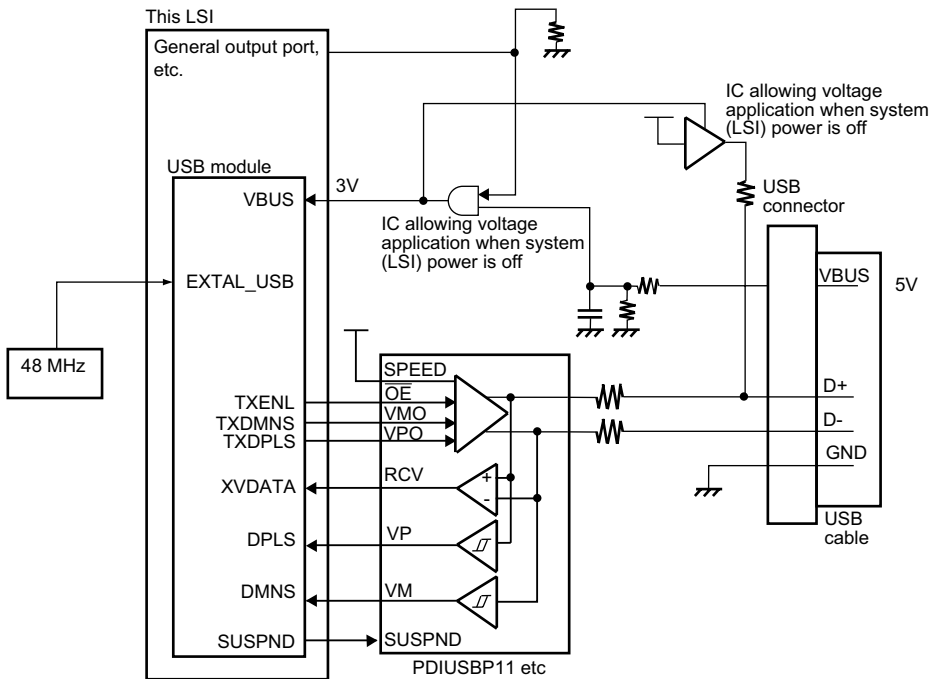 This LSI
General output port,
etc.
IC allowing voltage
application when system
(LSI) power is off
USB module
VBUS
3V
IC allowing voltage
application when system
(LSI) power is off
USB
connector
EXTAL_USB
VBUS
5V
48 MHz
SPEED
TXENL
OE
TXDMNS
VMO
TXDPLS
VPO
D+
D-
GND
XVDATA
RCV
+
-
DPLS
VP
USB
cable
DMNS
VM
SUSPND
SUSPND
PDIUSBP11 etc